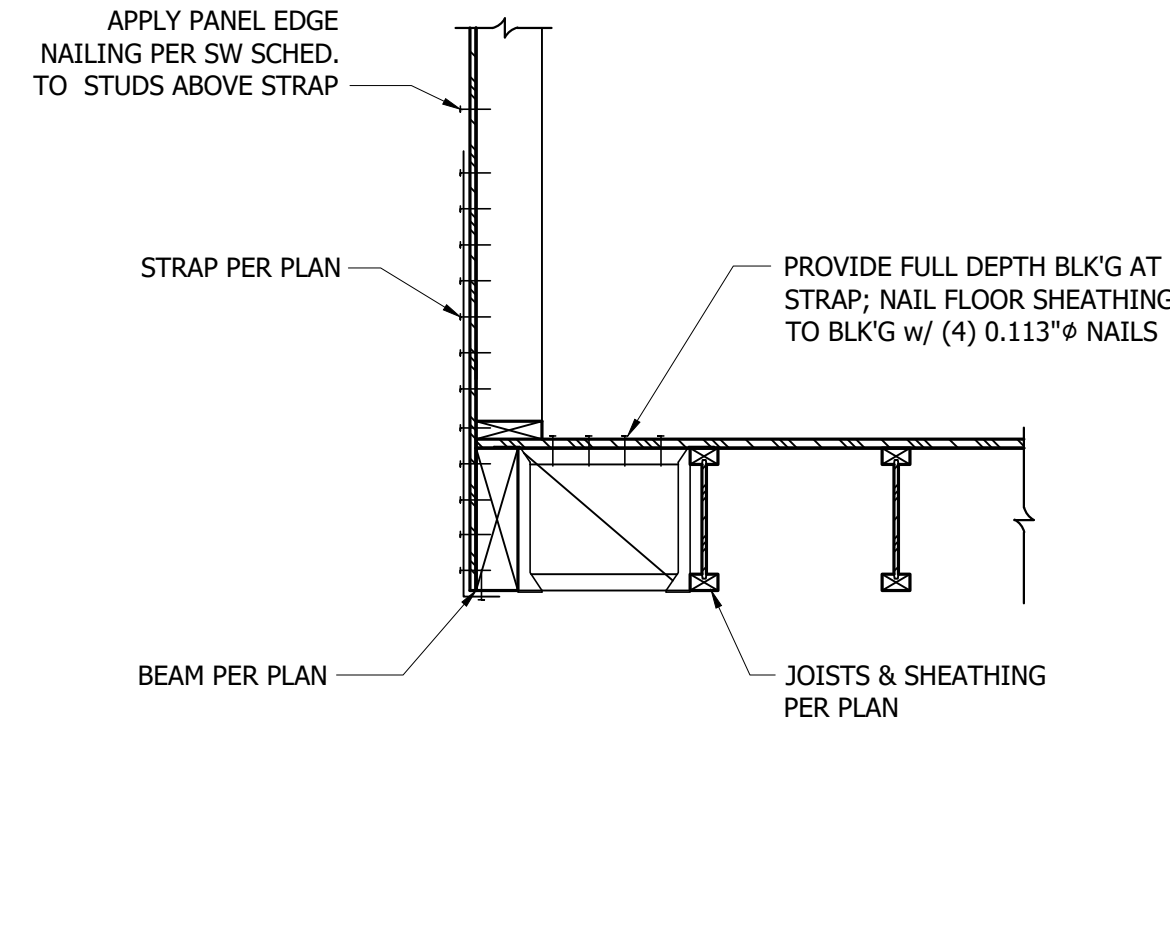 APPLY PANEL EDGE
NAILING PER SW SCHED.
TO STUDS ABOVE STRAP
STRAP PER PLAN
PROVIDE FULL DEPTH BLK'G AT
STRAP; NAIL FLOOR SHEATHING
TO BLK'G w/ (4) 0.113"⌀ NAILS
BEAM PER PLAN
JOISTS & SHEATHING
PER PLAN